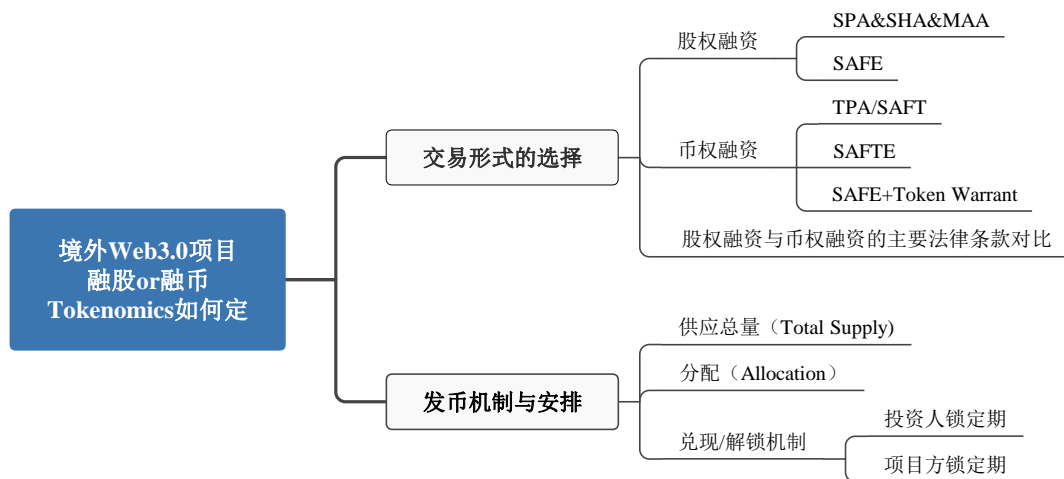 境外Web3.0项目
融股or融币
Tokenomics如何定
交易形式的选择
股权融资
SPA&SHA&MAA
SAFE
币权融资
TPA/SAFT
SAFTE
SAFE+Token Warrant
股权融资与币权融资的主要法律条款对比
发币机制与安排
供应总量（Total Supply)
分配（Allocation）
兑现/解锁机制
投资人锁定期
项目方锁定期